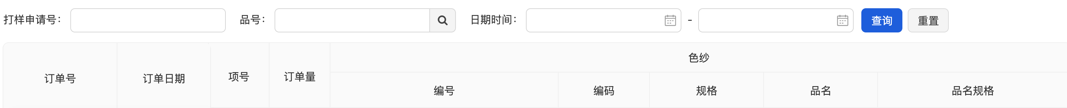 打样申请号： 品号： 日期时间： - 查询 重置
色纱
订单号 订单日期 项号 订单量
编号 编码 规格 品名 品名规格